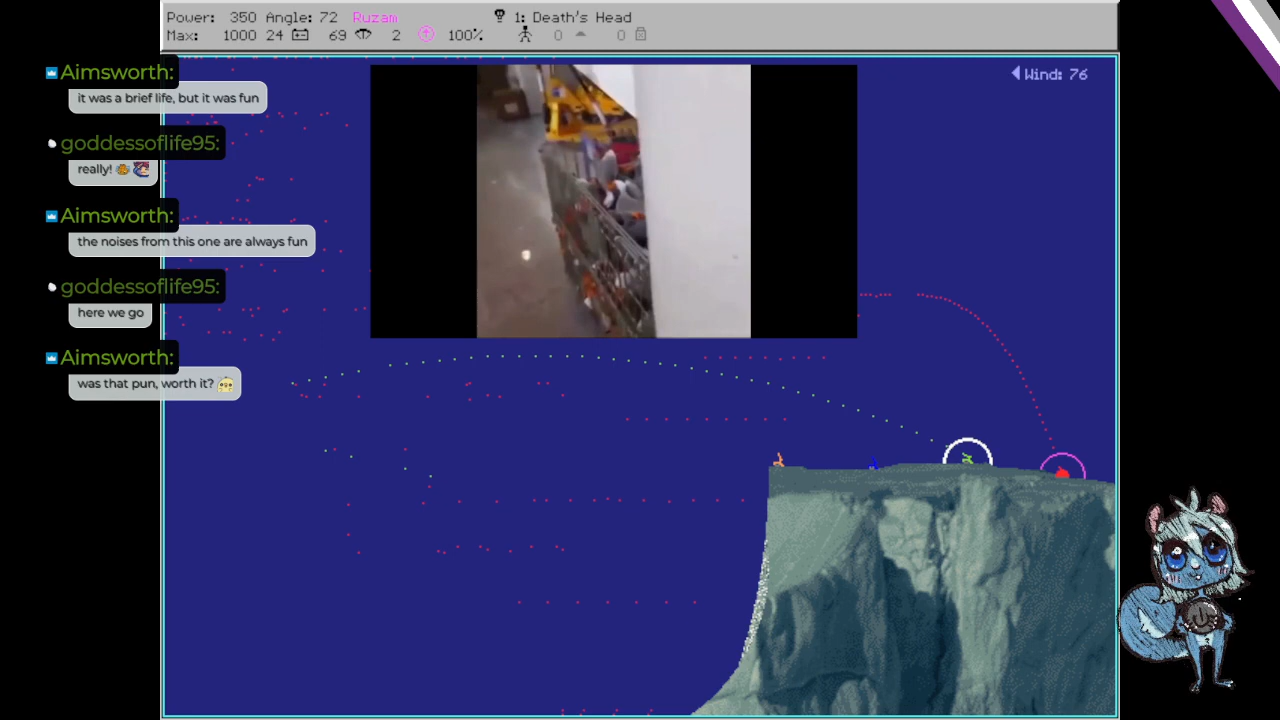 Power: 350 Angle: 72 Ruzam 1: Death's Head
Max: 1000 24 69 2 100% 0 0
Wind: 76
Aimsworth:
it was a brief life, but it was fun
goddessoflife95:
really!
Aimsworth:
the noises from this one are always fun
goddessoflife95:
here we go
Aimsworth:
was that pun, worth it?